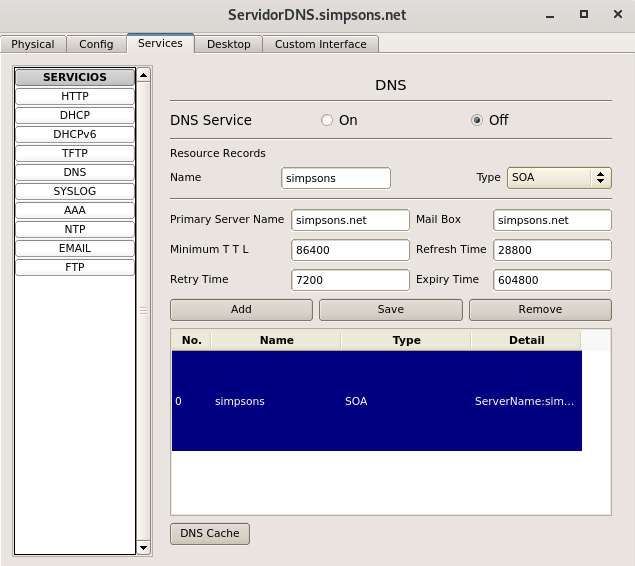 ServidorDNS.simpsons.net
Physical Config Services Desktop Custom Interface
SERVICIOS
HTTP
DHCP
DHCPv6
TFTP
DNS
SYSLOG
AAA
NTP
EMAIL
FTP
DNS
DNS Service On Off
Resource Records
Name simpsons Type SOA
Primary Server Name simpsons.net Mail Box simpsons.net
Minimum T T L 86400 Refresh Time 28800
Retry Time 7200 Expiry Time 604800
Add Save Remove
No. Name Type Detail
0 simpsons SOA ServerName:sim...
DNS Cache